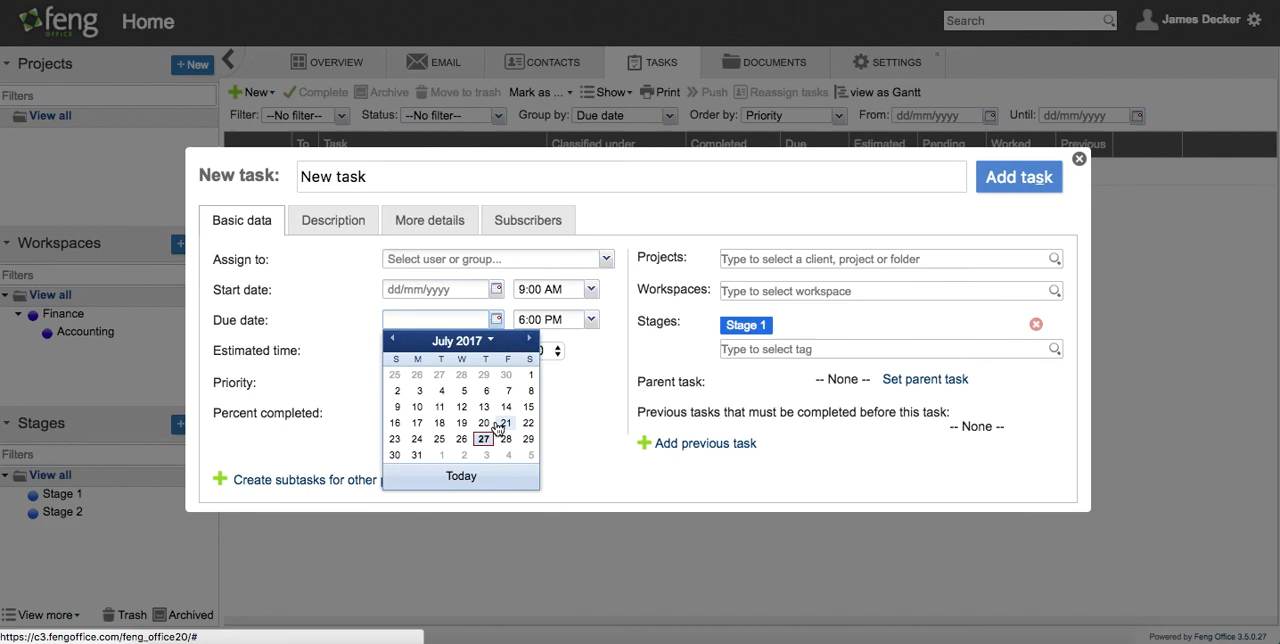 feng OFFICE Home Search James Decker
Projects + New OVERVIEW EMAIL CONTACTS TASKS DOCUMENTS SETTINGS
Filters New Complete Archive Move to trash Mark as ... Show Print Push Reassign tasks view as Gantt
View all Filter: --No filter-- Status: --No filter-- Group by: Due date Order by: Priority From: dd/mm/yyyy Until: dd/mm/yyyy
To Task Classified under Completed Due Estimated Pending Worked Previous
New task: New task Add task
Basic data Description More details Subscribers
Workspaces +
Filters
View all
Finance
Accounting
Assign to: Select user or group...
Start date: dd/mm/yyyy 9:00 AM
Due date: 6:00 PM
Estimated time: 0
Priority:
Percent completed:
July 2017
S M T W T F S
25 26 27 28 29 30 1
2 3 4 5 6 7 8
9 10 11 12 13 14 15
16 17 18 19 20 21 22
23 24 25 26 27 28 29
30 31 1 2 3 4 5
Today
Create subtasks for other p
Projects: Type to select a client, project or folder
Workspaces: Type to select workspace
Stages: Stage 1
Type to select tag
Parent task: -- None -- Set parent task
Previous tasks that must be completed before this task:
-- None --
Add previous task
Stages +
Filters
View all
Stage 1
Stage 2
View more Trash Archived
https://c3.fengoffice.com/feng_office20/# Powered by Feng Office 3.5.0.27